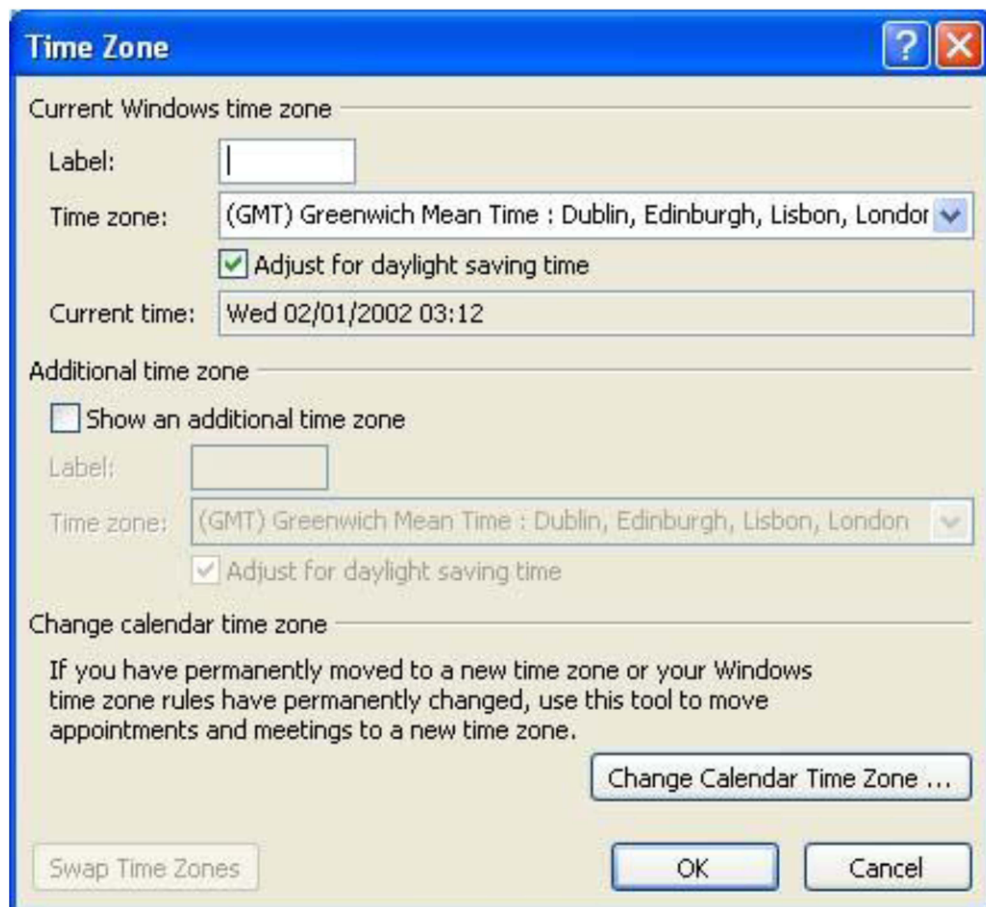 Time Zone
Current Windows time zone
Label:
Time zone: (GMT) Greenwich Mean Time : Dublin, Edinburgh, Lisbon, London
Adjust for daylight saving time
Current time: Wed 02/01/2002 03:12
Additional time zone
Show an additional time zone
Label:
Time zone: (GMT) Greenwich Mean Time : Dublin, Edinburgh, Lisbon, London
Adjust for daylight saving time
Change calendar time zone
If you have permanently moved to a new time zone or your Windows
time zone rules have permanently changed, use this tool to move
appointments and meetings to a new time zone.
Change Calendar Time Zone ...
Swap Time Zones OK Cancel